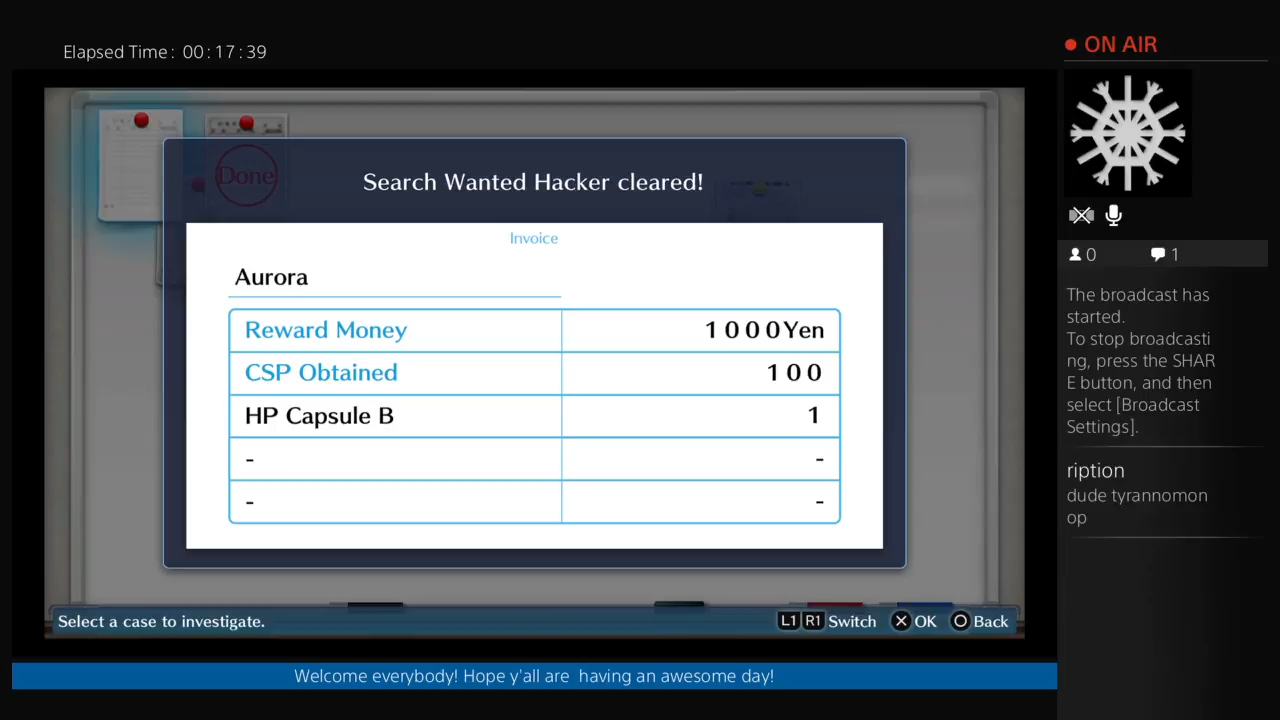 Elapsed Time: 00:17:39
ON AIR
Done
Search Wanted Hacker cleared!
Invoice
Aurora
Reward Money 1000Yen
CSP Obtained 100
HP Capsule B 1
- -
- -
Select a case to investigate.
L1 R1 Switch X OK O Back
Welcome everybody! Hope y'all are having an awesome day!
0 1
The broadcast has
started.
To stop broadcasti
ng, press the SHAR
E button, and then
select [Broadcast
Settings].
ription
dude tyrannomon
op